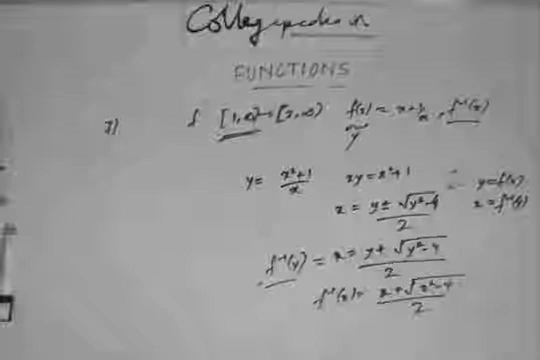 Collegepedia in
FUNCTIONS
7) f [1,∞) → [2,∞) f(x) = x + 1/x, f⁻¹(x)
y
y = x²+1/x xy = x²+1 ∴ y = f(x)
x = y ± √y²-4/2 x = f⁻¹(y)
f⁻¹(y) = x = y + √y²-4/2
f⁻¹(x) = x + √x²-4/2